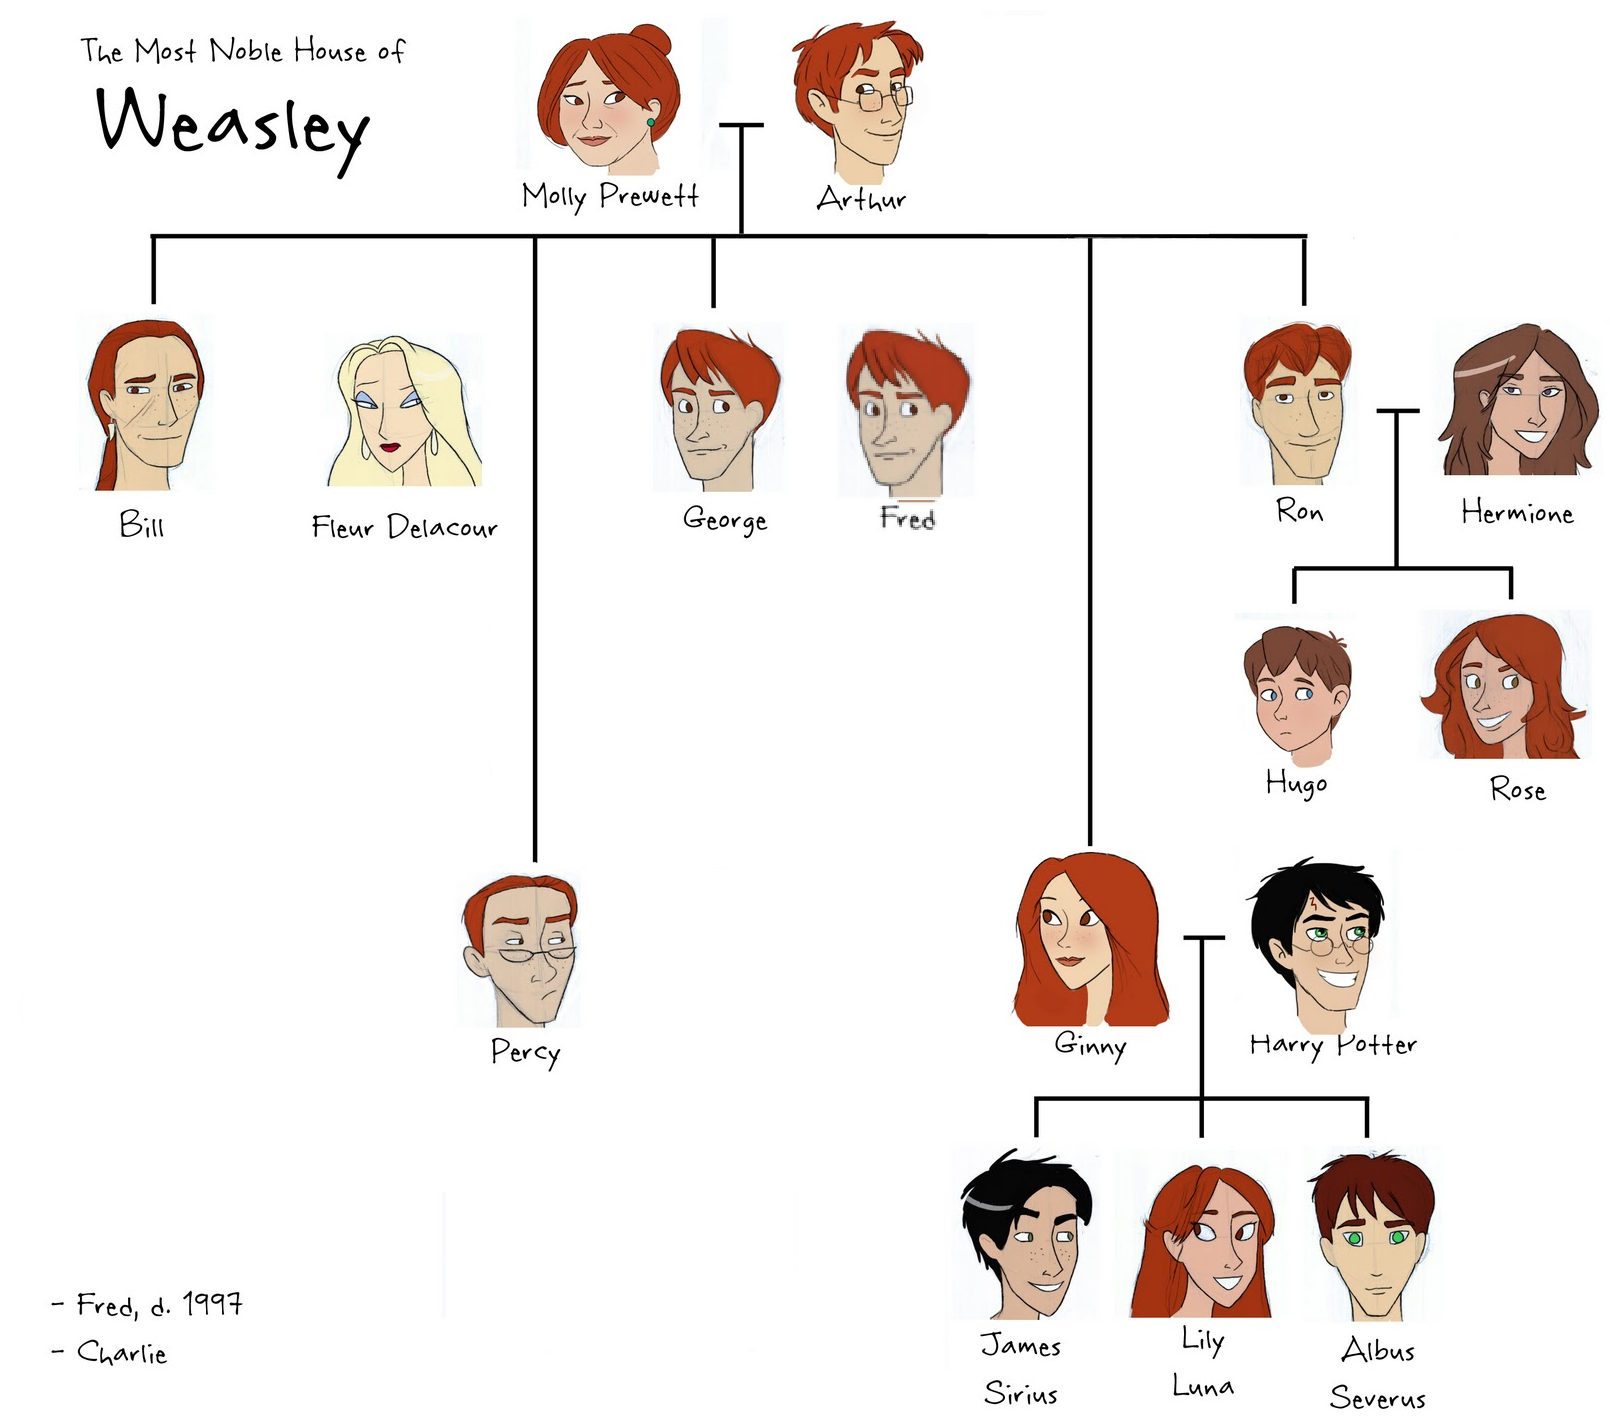 The Most Noble House of
Weasley
Molly Prewett
Arthur
Bill
Fleur Delacour
George
Fred
Ron
Hermione
Hugo
Rose
Percy
Ginny
Harry Potter
James
Sirius
Lily
Luna
Albus
Severus
- Fred, d. 1997
- Charlie